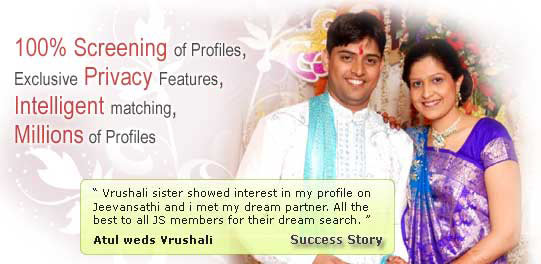 100% Screening of Profiles,
Exclusive Privacy Features,
Intelligent matching,
Millions of Profiles
“ Vrushali sister showed interest in my profile on
Jeevansathi and i met my dream partner. All the
best to all JS members for their dream search. ”
Atul weds Vrushali Success Story